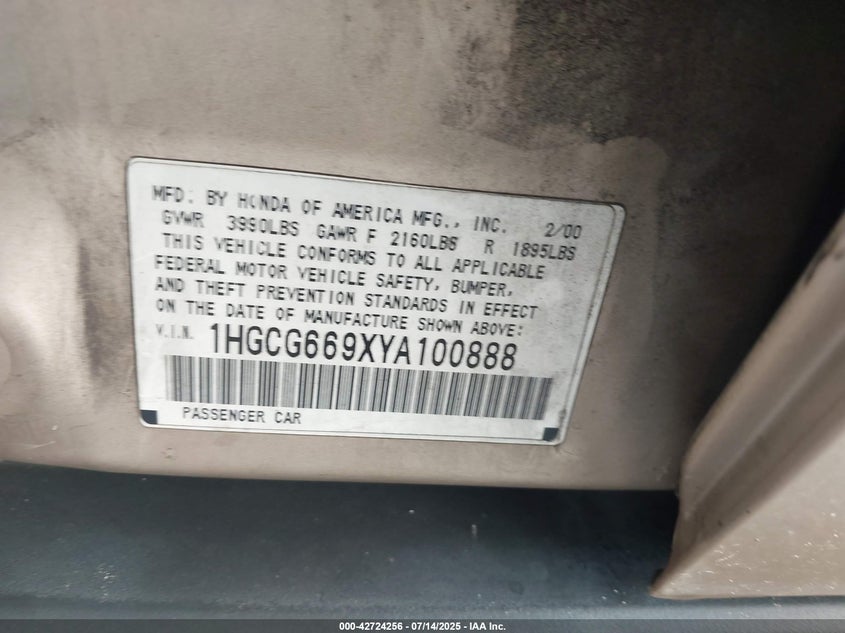 MFD. BY HONDA OF AMERICA MFG., INC. 2/00
GVWR 3990LBS GAWR F 2160LBS R 1895LBS
THIS VEHICLE CONFORMS TO ALL APPLICABLE
FEDERAL MOTOR VEHICLE SAFETY, BUMPER,
AND THEFT PREVENTION STANDARDS IN EFFECT
ON THE DATE OF MANUFACTURE SHOWN ABOVE:
V.I.N. 1HGCG669XYA100888
PASSENGER CAR
000-42724256 - 07/14/2025 - IAA Inc.